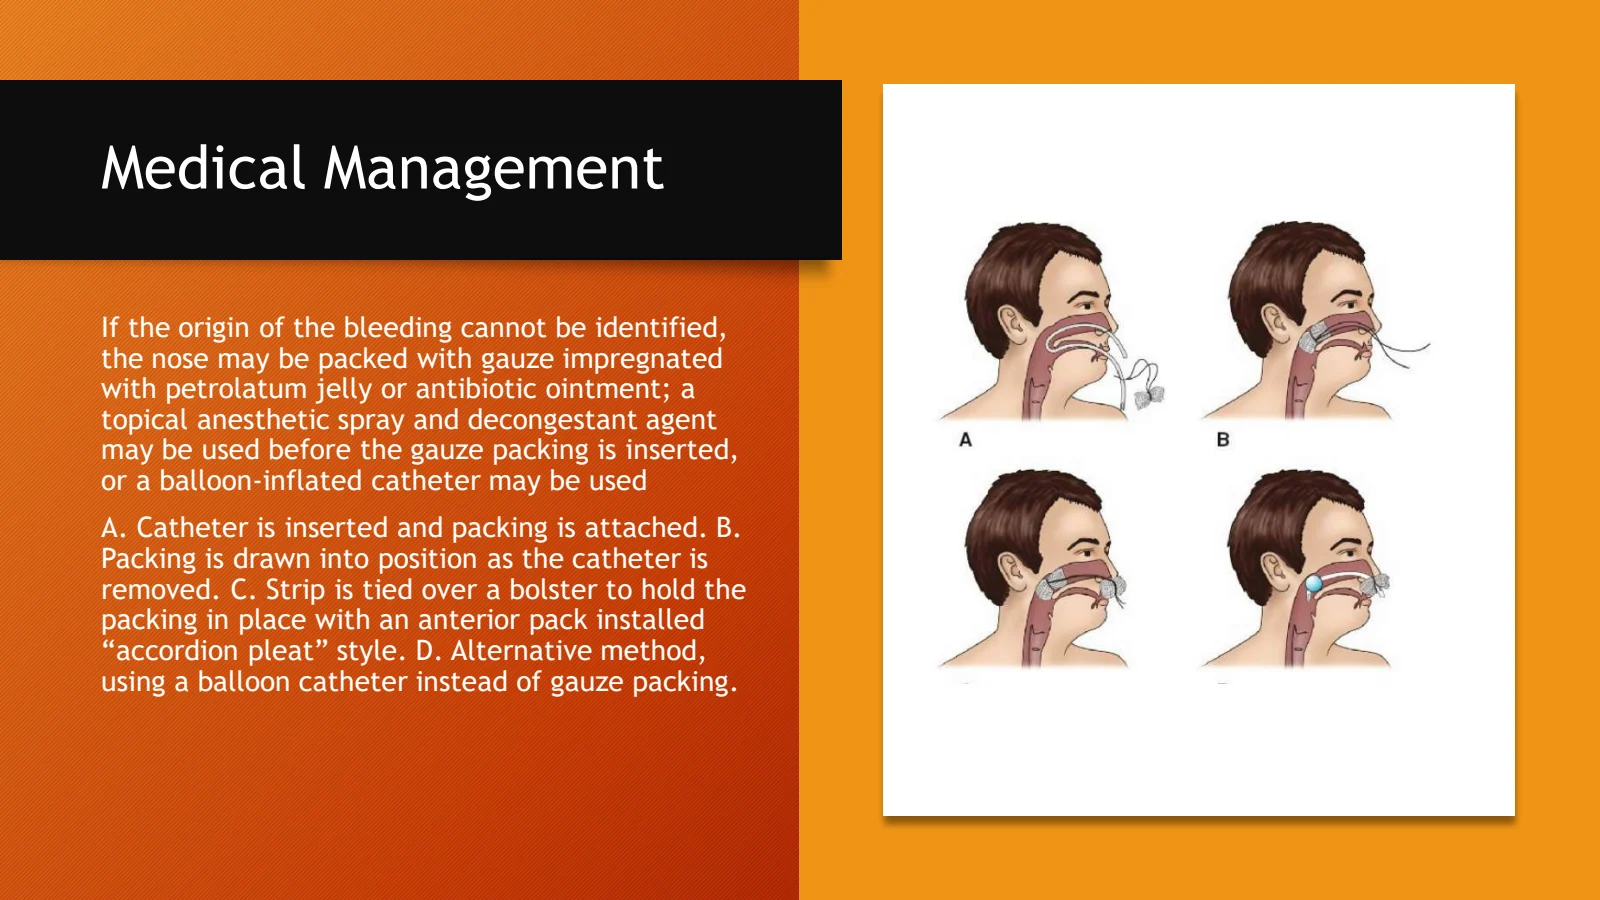 Medical Management
If the origin of the bleeding cannot be identified,
the nose may be packed with gauze impregnated
with petrolatum jelly or antibiotic ointment; a
topical anesthetic spray and decongestant agent
may be used before the gauze packing is inserted,
or a balloon-inflated catheter may be used
A. Catheter is inserted and packing is attached. B.
Packing is drawn into position as the catheter is
removed. C. Strip is tied over a bolster to hold the
packing in place with an anterior pack installed
“accordion pleat” style. D. Alternative method,
using a balloon catheter instead of gauze packing.
A
B